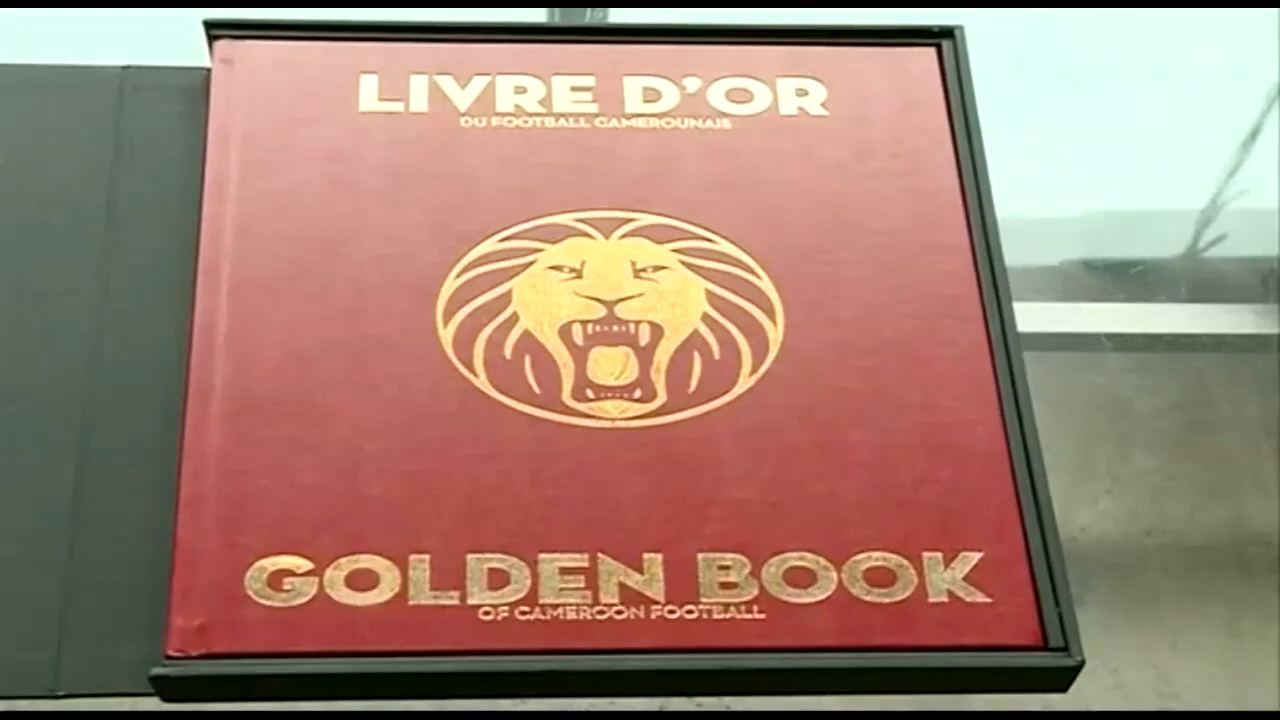 LIVRE D'OR
DU FOOTBALL CAMEROUNAIS
GOLDEN BOOK
OF CAMEROON FOOTBALL